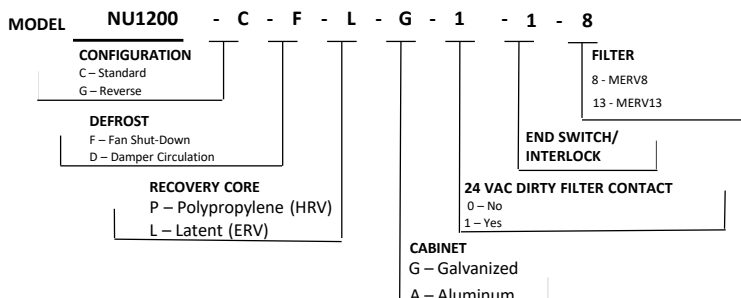 MODEL NU1200 - C - F - L - G - 1 - 1 - 8
CONFIGURATION
C – Standard
G – Reverse
FILTER
8 - MERV8
13 - MERV13
DEFROST
F – Fan Shut-Down
D – Damper Circulation
END SWITCH/
INTERLOCK
RECOVERY CORE
P – Polypropylene (HRV)
L – Latent (ERV)
24 VAC DIRTY FILTER CONTACT
0 – No
1 – Yes
CABINET
G – Galvanized
A – Aluminum